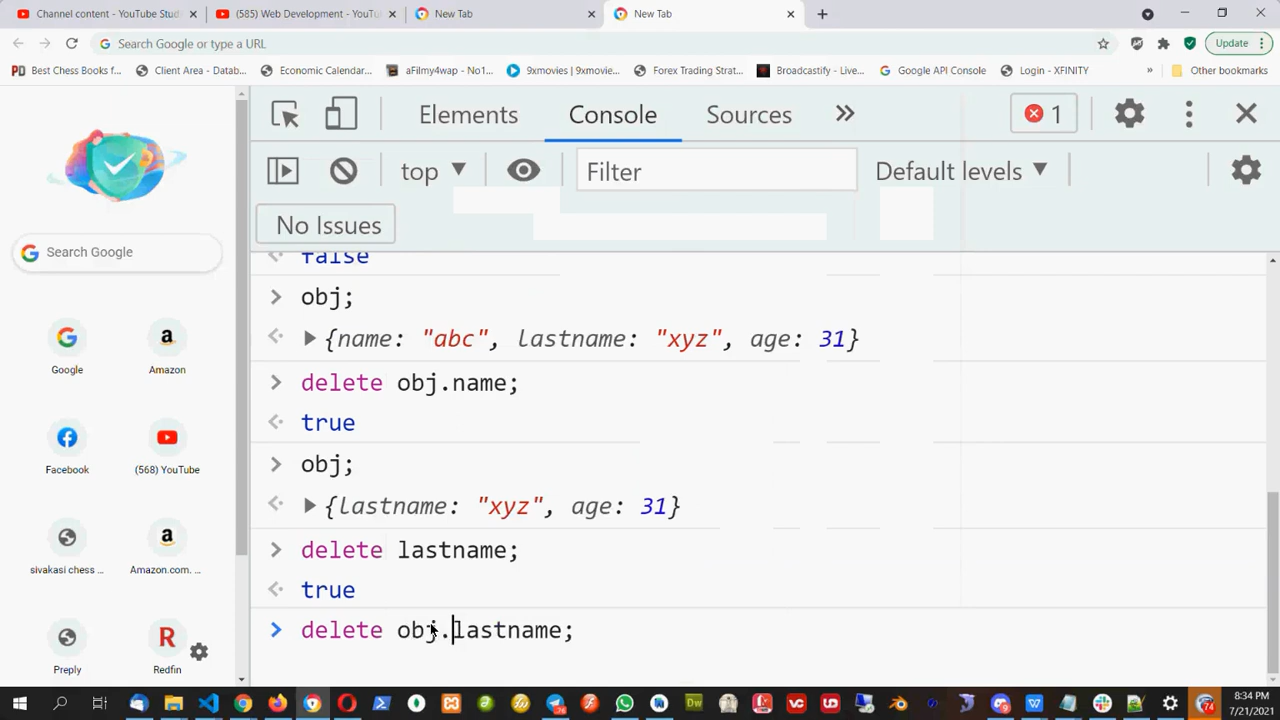 Channel content - YouTube Stud
(585) Web Development - YouTu
New Tab
New Tab
Search Google or type a URL
Update
Best Chess Books f...
Client Area - Datab...
Economic Calendar...
aFilmy4wap - No1...
9xmovies | 9xmovie...
Forex Trading Strat...
Broadcastify - Live...
Google API Console
Login - XFINITY
»
Other bookmarks
Elements
Console
Sources
1
top
Filter
Default levels
No Issues
false
obj;
{name: "abc", lastname: "xyz", age: 31}
delete obj.name;
true
obj;
{lastname: "xyz", age: 31}
delete lastname;
true
delete obj.lastname;
Search Google
Google
Amazon
Facebook
(568) YouTube
sivakasi chess ...
Amazon.com. ...
Preply
Redfin
8:34 PM
7/21/2021